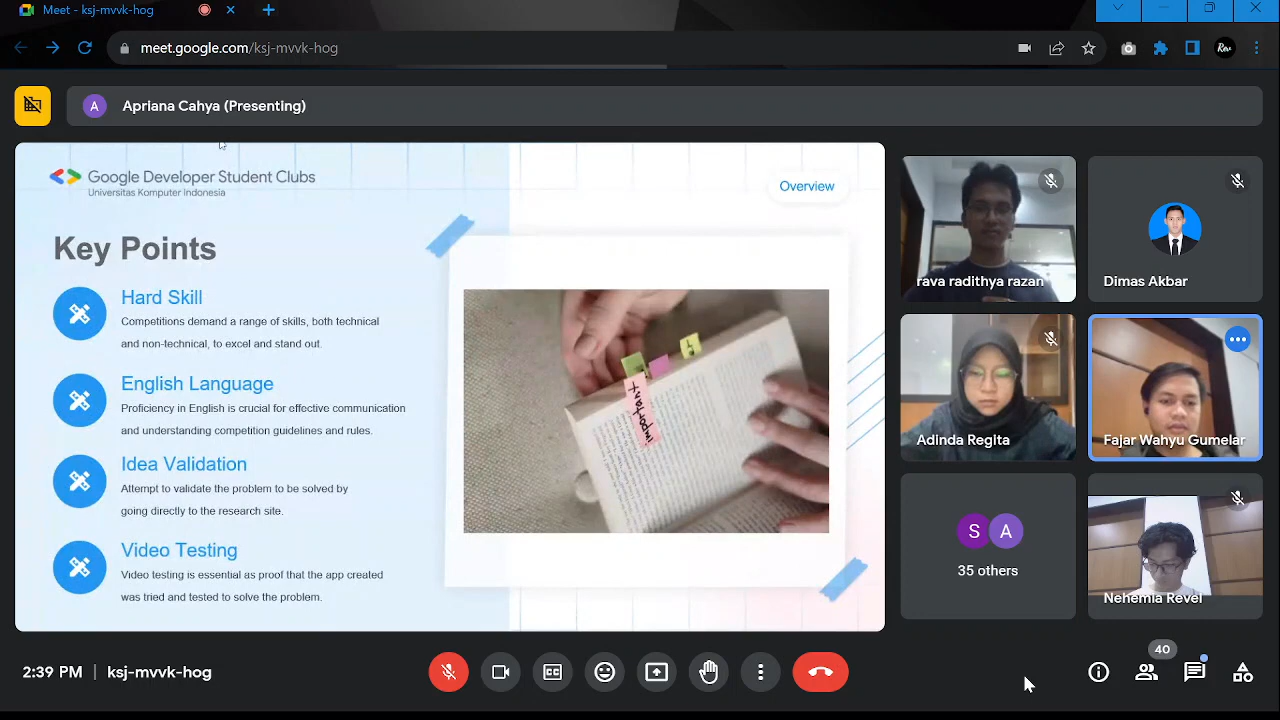 Meet - ksj-mvvk-hog
meet.google.com/ksj-mvvk-hog
Rev
A
Apriana Cahya (Presenting)
Google Developer Student Clubs
Universitas Komputer Indonesia
Overview
Key Points
Hard Skill
Competitions demand a range of skills, both technical
and non-technical, to excel and stand out.
English Language
Proficiency in English is crucial for effective communication
and understanding competition guidelines and rules.
Idea Validation
Attempt to validate the problem to be solved by
going directly to the research site.
Video Testing
Video testing is essential as proof that the app created
was tried and tested to solve the problem.
important
rava radithya razan
Dimas Akbar
Adinda Regita
Fajar Wahyu Gumelar
S A
35 others
Nehemia Revel
2:39 PM | ksj-mvvk-hog
CC
40